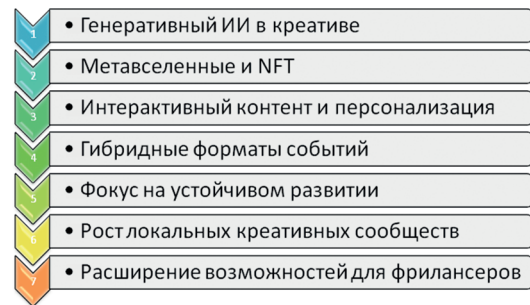 1 • Генеративный ИИ в креативе
2 • Метавселенные и NFT
3 • Интерактивный контент и персонализация
4 • Гибридные форматы событий
5 • Фокус на устойчивом развитии
6 • Рост локальных креативных сообществ
7 • Расширение возможностей для фрилансеров